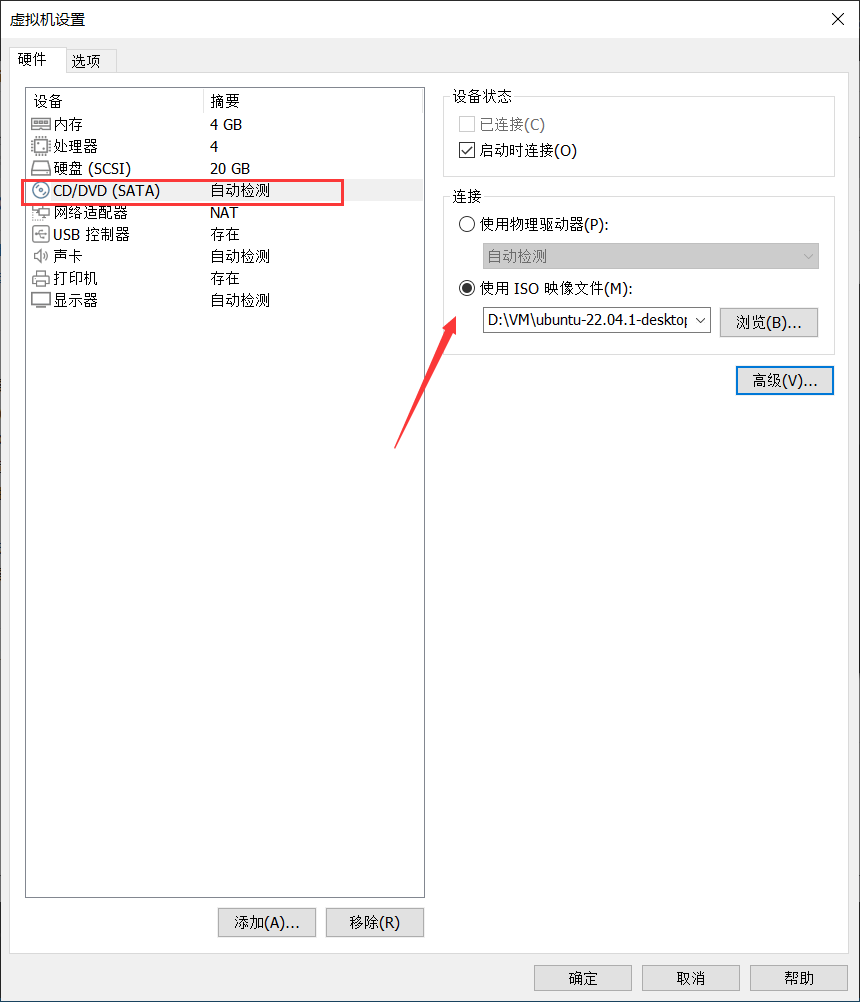 虚拟机设置
硬件 选项
设备 摘要
内存 4 GB
处理器 4
硬盘 (SCSI) 20 GB
CD/DVD (SATA) 自动检测
网络适配器 NAT
USB 控制器 存在
声卡 自动检测
打印机 存在
显示器 自动检测
添加(A)... 移除(R)
设备状态
已连接(C)
启动时连接(O)
连接
使用物理驱动器(P):
自动检测
使用 ISO 映像文件(M):
D:\VM\ubuntu-22.04.1-desktop 浏览(B)...
高级(V)...
确定 取消 帮助